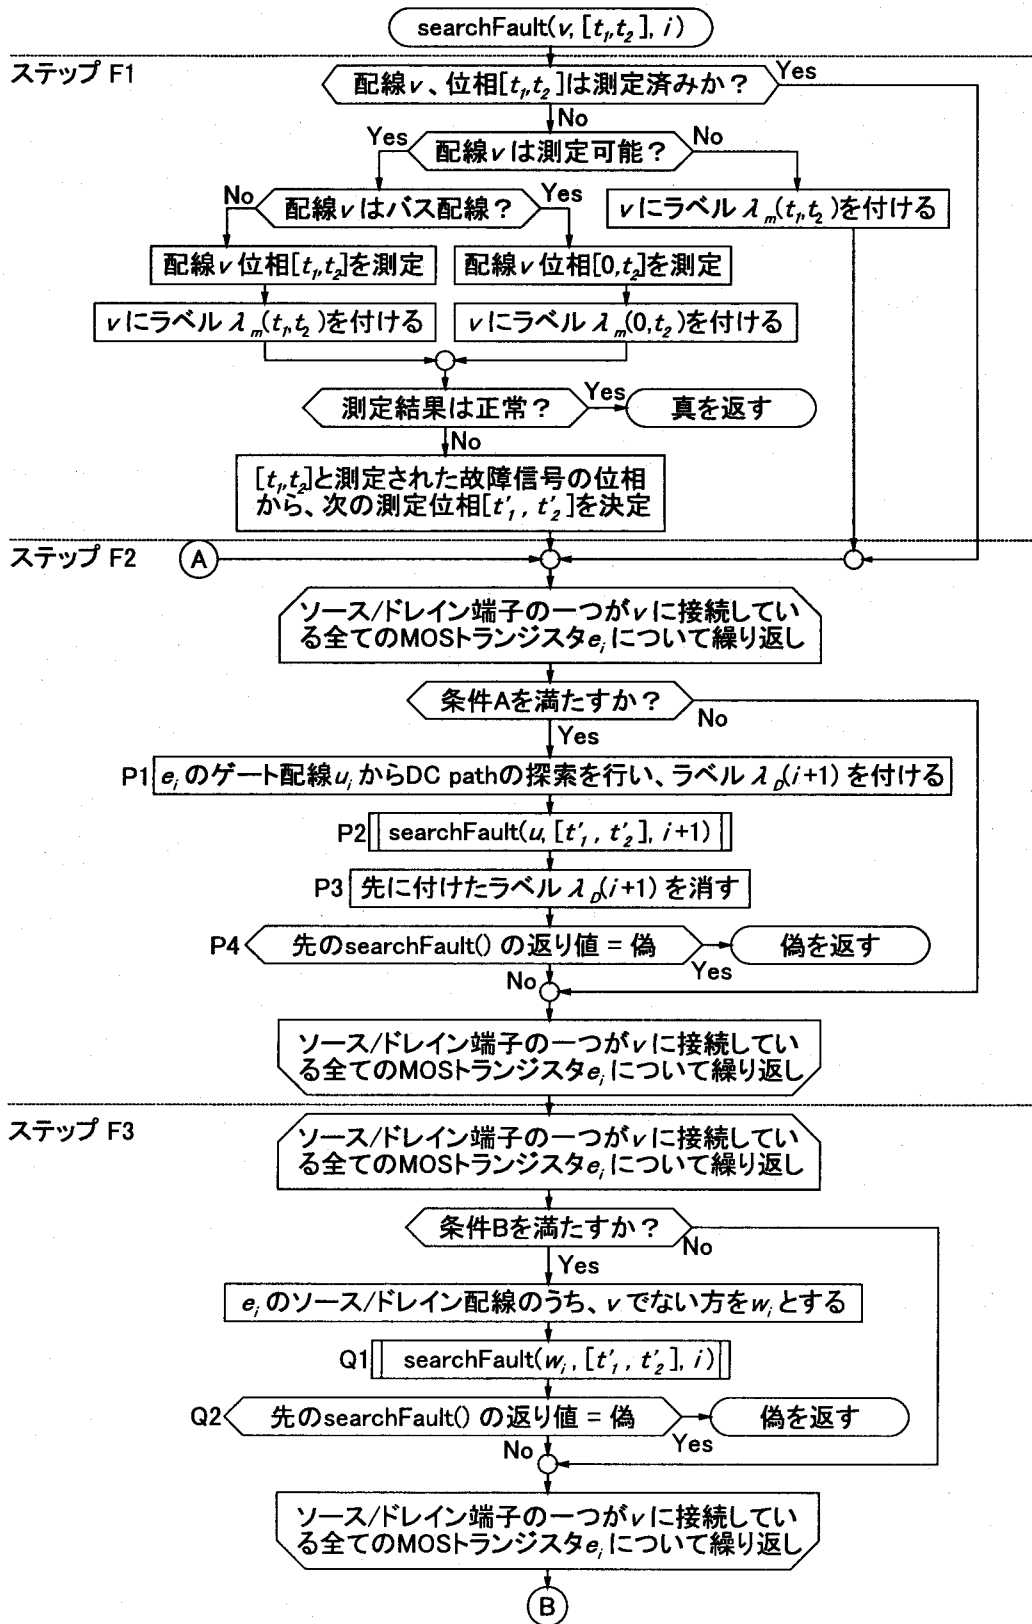 searchFault(v, [t₁,t₂], i)
ステップ F1
配線v、位相[t₁,t₂]は測定済みか？
Yes
No
Yes
配線vは測定可能？
No
No
配線vはバス配線？
Yes
vにラベルλm(t₁,t₂)を付ける
配線v位相[t₁,t₂]を測定
配線v位相[0,t₂]を測定
vにラベルλm(t₁,t₂)を付ける
vにラベルλm(0,t₂)を付ける
測定結果は正常？
Yes
真を返す
No
[t₁,t₂]と測定された故障信号の位相
から、次の測定位相[t'₁, t'₂]を決定
ステップ F2
A
ソース/ドレイン端子の一つがvに接続してい
る全てのMOSトランジスタeᵢについて繰り返し
条件Aを満たすか？
No
Yes
P1 eᵢのゲート配線uᵢからDC pathの探索を行い、ラベルλD(i+1)を付ける
P2 searchFault(u, [t'₁, t'₂], i+1)
P3 先に付けたラベルλD(i+1)を消す
P4 先のsearchFault()の返り値 = 偽
Yes
偽を返す
No
ソース/ドレイン端子の一つがvに接続してい
る全てのMOSトランジスタeᵢについて繰り返し
ステップ F3
ソース/ドレイン端子の一つがvに接続してい
る全てのMOSトランジスタeᵢについて繰り返し
条件Bを満たすか？
No
Yes
eᵢのソース/ドレイン配線のうち、vでない方をwᵢとする
Q1 searchFault(wᵢ, [t'₁, t'₂], i)
Q2 先のsearchFault()の返り値 = 偽
Yes
偽を返す
No
ソース/ドレイン端子の一つがvに接続してい
る全てのMOSトランジスタeᵢについて繰り返し
B